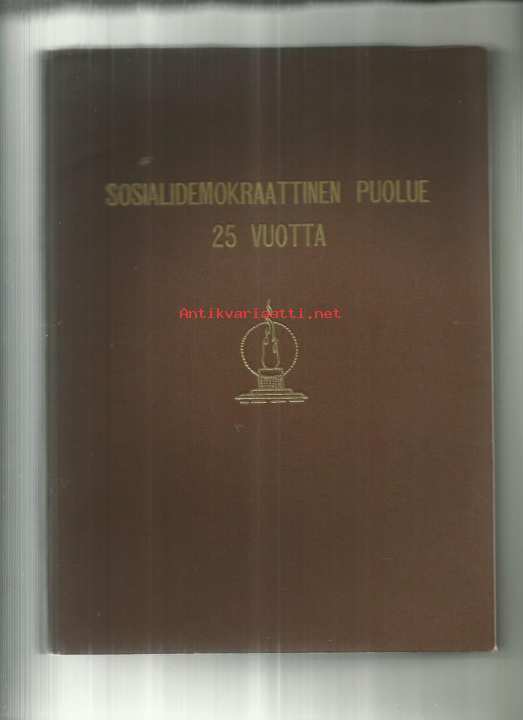 SOSIALIDEMOKRAATTINEN PUOLUE
25 VUOTTA
Antikvariaatti.net